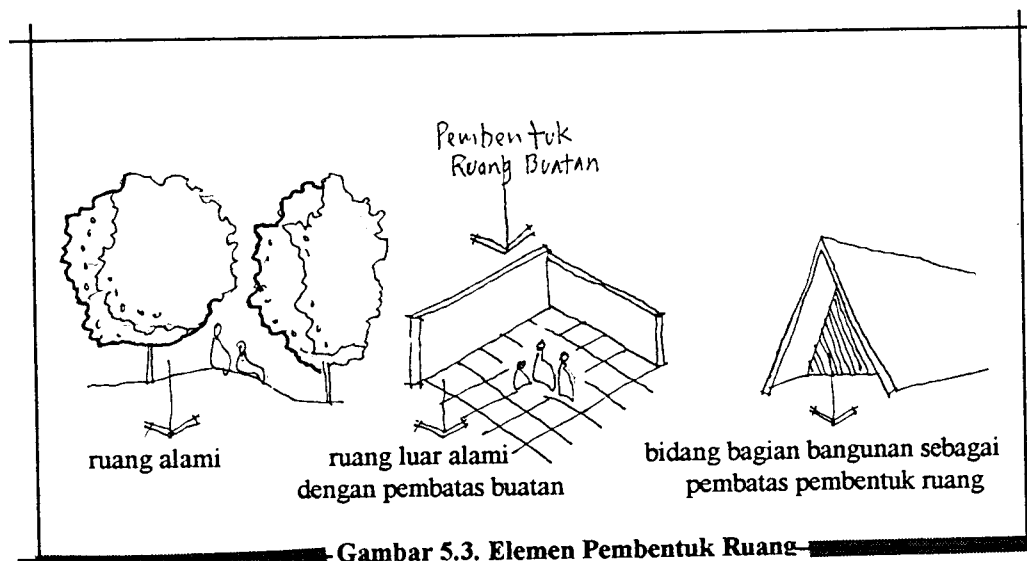 Pembentuk
Ruang Buatan
ruang alami
ruang luar alami
dengan pembatas buatan
bidang bagian bangunan sebagai
pembatas pembentuk ruang
Gambar 5.3. Elemen Pembentuk Ruang